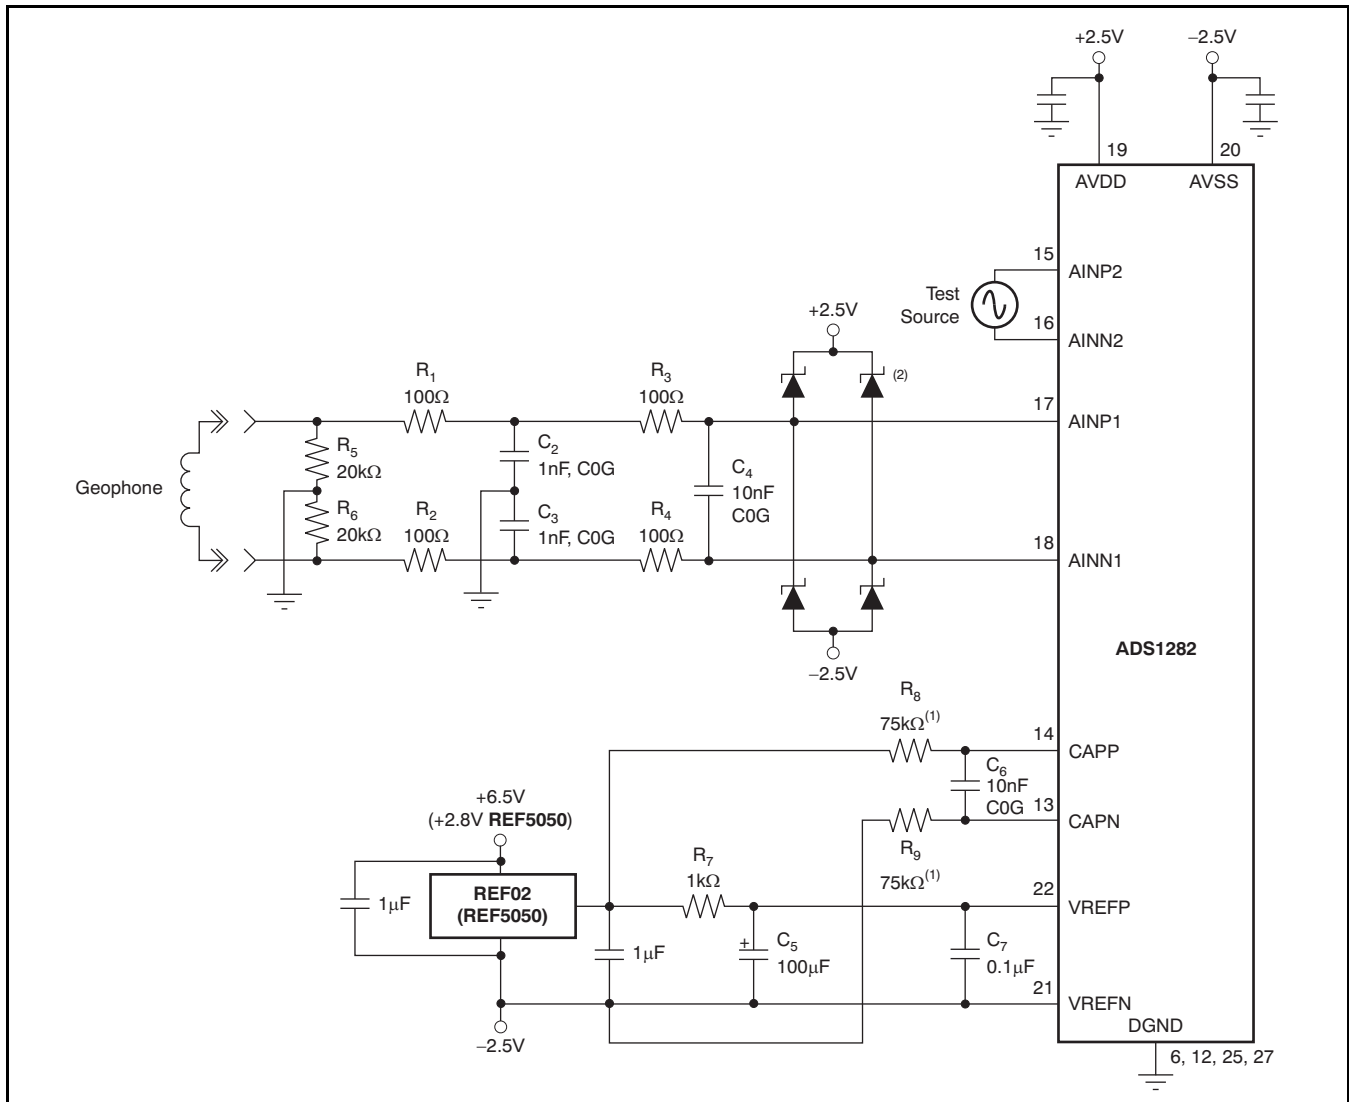 +2.5V
−2.5V
19
20
AVDD
AVSS
15
AINP2
Test
Source
16
AINN2
+2.5V
R1
100Ω
R3
100Ω
(2)
17
AINP1
R5
20kΩ
C2
1nF, C0G
C4
10nF
C0G
Geophone
R6
20kΩ
R2
100Ω
C3
1nF, C0G
R4
100Ω
18
AINN1
−2.5V
ADS1282
R8
75kΩ(1)
14
CAPP
C6
10nF
C0G
13
CAPN
R9
75kΩ(1)
+6.5V
(+2.8V REF5050)
REF02
(REF5050)
1µF
R7
1kΩ
22
VREFP
1µF
+
C5
100µF
C7
0.1µF
21
VREFN
−2.5V
DGND
6, 12, 25, 27